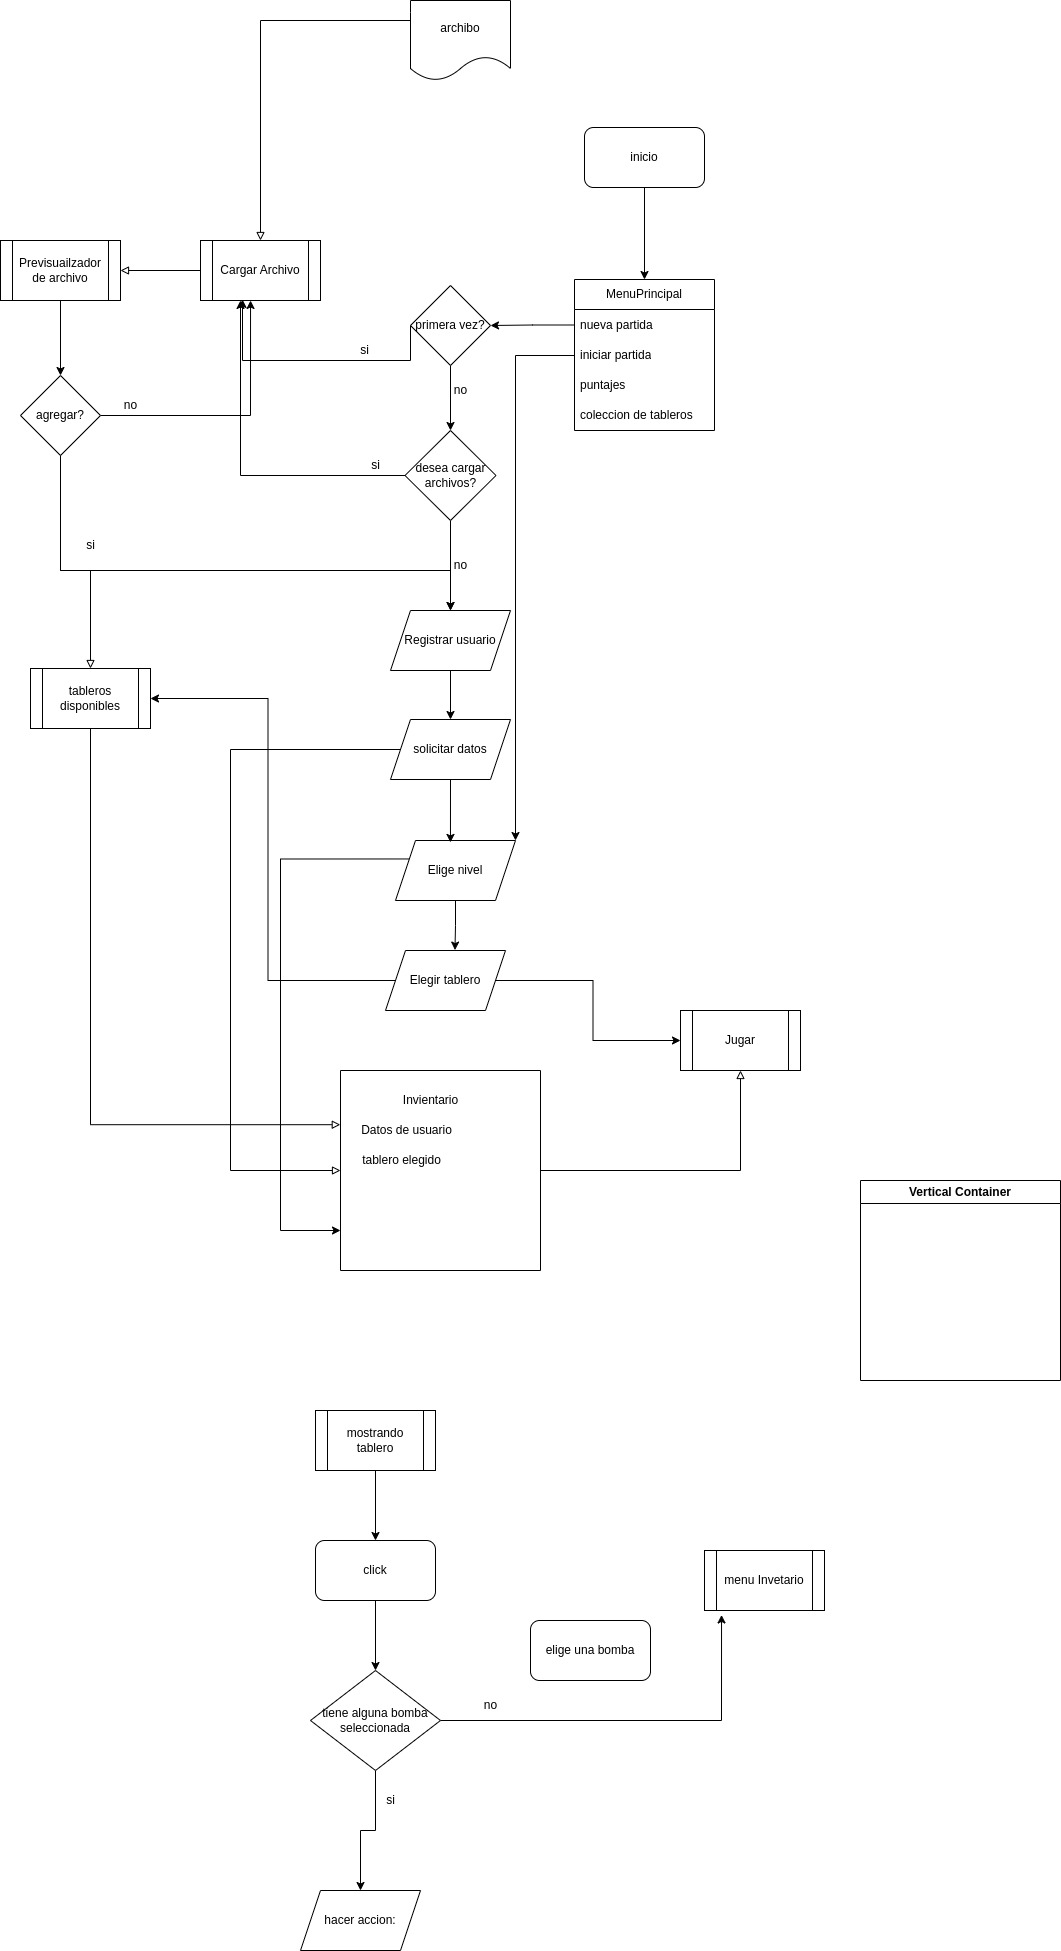 archibo
inicio
Previsuailzador
de archivo
Cargar Archivo
MenuPrincipal
primera vez?
nueva partida
si
iniciar partida
no
puntajes
no
agregar?
coleccion de tableros
si
desea cargar
archivos?
si
no
Registrar usuario
tableros
disponibles
solicitar datos
Elige nivel
Elegir tablero
Jugar
Invientario
Datos de usuario
tablero elegido
Vertical Container
mostrando
tablero
click
menu Invetario
elige una bomba
no
tiene alguna bomba
seleccionada
si
hacer accion: